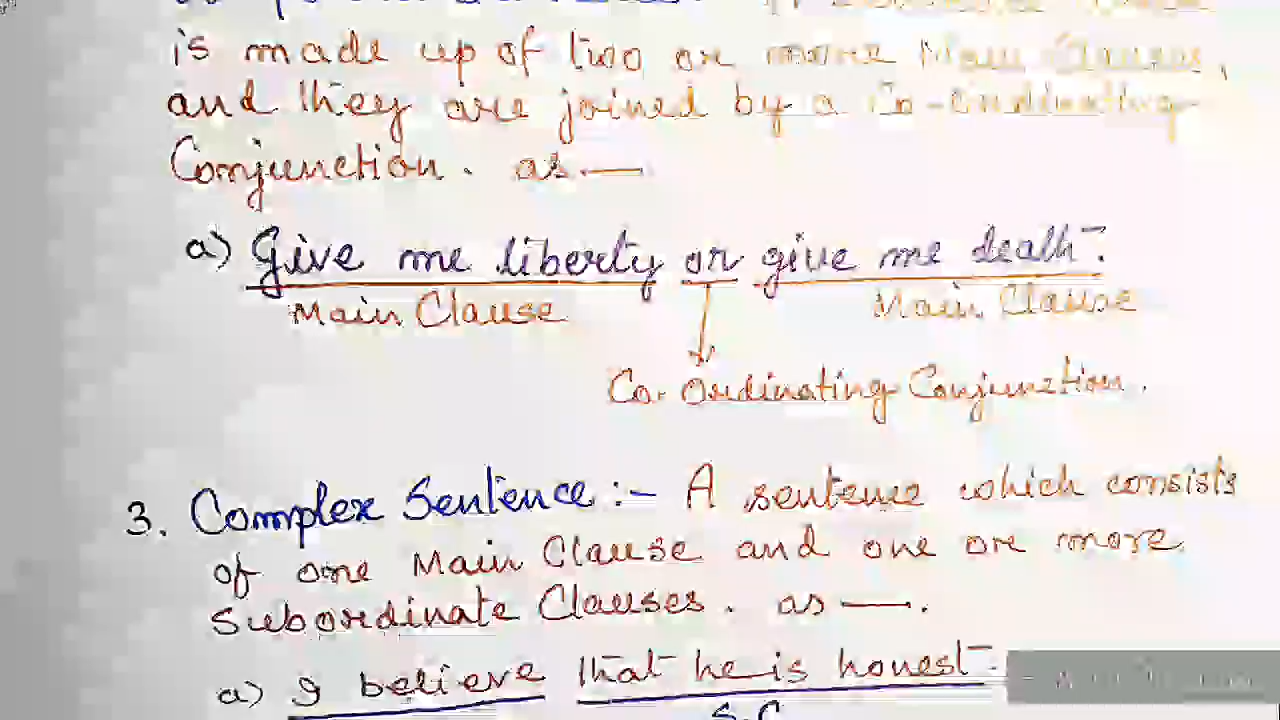 is made up of two or more Main Clauses,
and they are joined by a Co-ordinating
Conjunction. as —
a) Give me liberty or give me death.
Main Clause Main Clause
Co-ordinating Conjunction.
3. Complex Sentence :- A sentence which consists
of one Main Clause and one or more
Subordinate Clauses. as —.
a) I believe that he is honest.
S.C